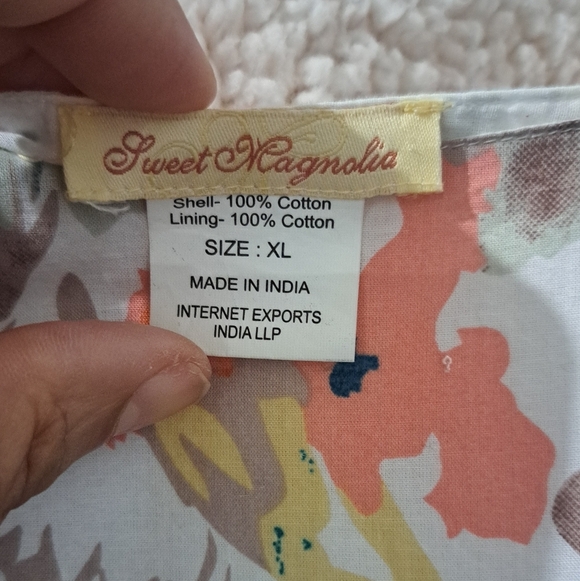 Sweet Magnolia
Shell- 100% Cotton
Lining- 100% Cotton
SIZE : XL
MADE IN INDIA
INTERNET EXPORTS
INDIA LLP